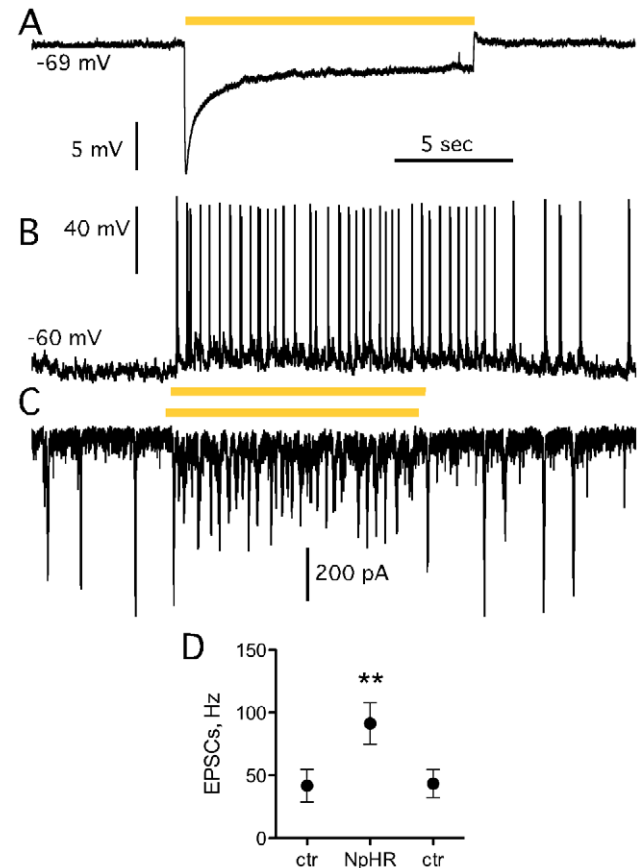 A
-69 mV
5 mV
5 sec
B
40 mV
-60 mV
C
200 pA
D
150
**
100
EPSCs, Hz
50
0
ctr NpHR ctr